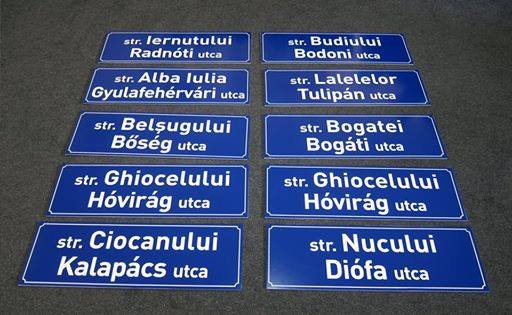 str. Iernutului
Radnóti utca
str. Budiului
Bodoni utca
str. Alba Iulia
Gyulafehérvári utca
str. Lalelelor
Tulipán utca
str. Belșugului
Bőség utca
str. Bogatei
Bogáti utca
str. Ghiocelului
Hóvirág utca
str. Ghiocelului
Hóvirág utca
str. Ciocanului
Kalapács utca
str. Nucului
Diófa utca